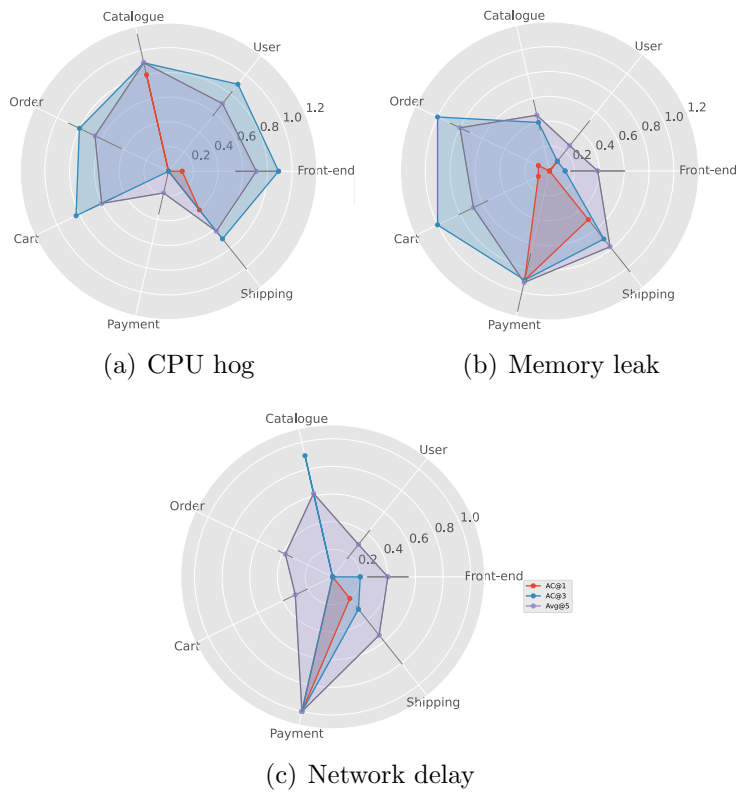 Catalogue
User
Order
1.2
1.0
0.8
0.6
0.4
0.2
Front-end
Cart
Shipping
Payment
(a) CPU hog
Catalogue
User
Order
1.2
1.0
0.8
0.6
0.4
0.2
Front-end
Cart
Shipping
Payment
(b) Memory leak
Catalogue
User
Order
1.0
0.8
0.6
0.4
0.2
Front-end
Cart
Shipping
Payment
AC@1
AC@3
Avg@5
(c) Network delay